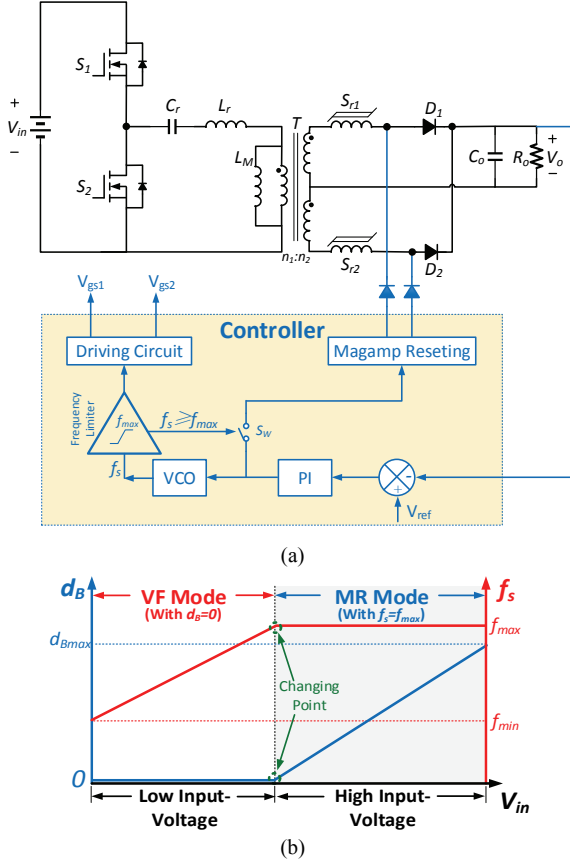 S1
Cr
Lr
T
Sr1
D1
+
Vin
−
LM
Co
Ro
+
Vo
−
S2
n1:n2
Sr2
D2
Vgs1
Vgs2
Controller
Driving Circuit
Magamp Reseting
Frequency
Limiter
fmax
fs ⩾fmax
Sw
fs
VCO
PI
-
+
Vref
(a)
dB
VF Mode
(With dB=0)
MR Mode
(With fs=fmax)
fs
dBmax
fmax
Changing
Point
fmin
0
Low Input-
Voltage
High Input-
Voltage
Vin
(b)